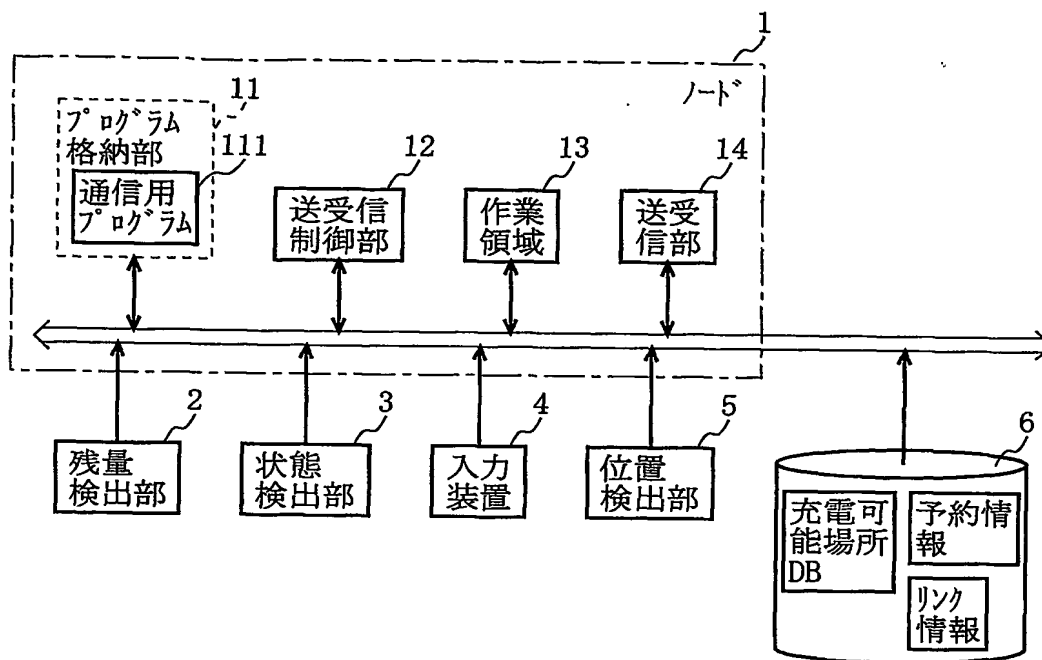 1
ノード
11
プログラム
格納部
111
通信用
プログラム
12
送受信
制御部
13
作業
領域
14
送受
信部
2
残量
検出部
3
状態
検出部
4
入力
装置
5
位置
検出部
6
充電可
能場所
DB
予約情
報
リンク
情報